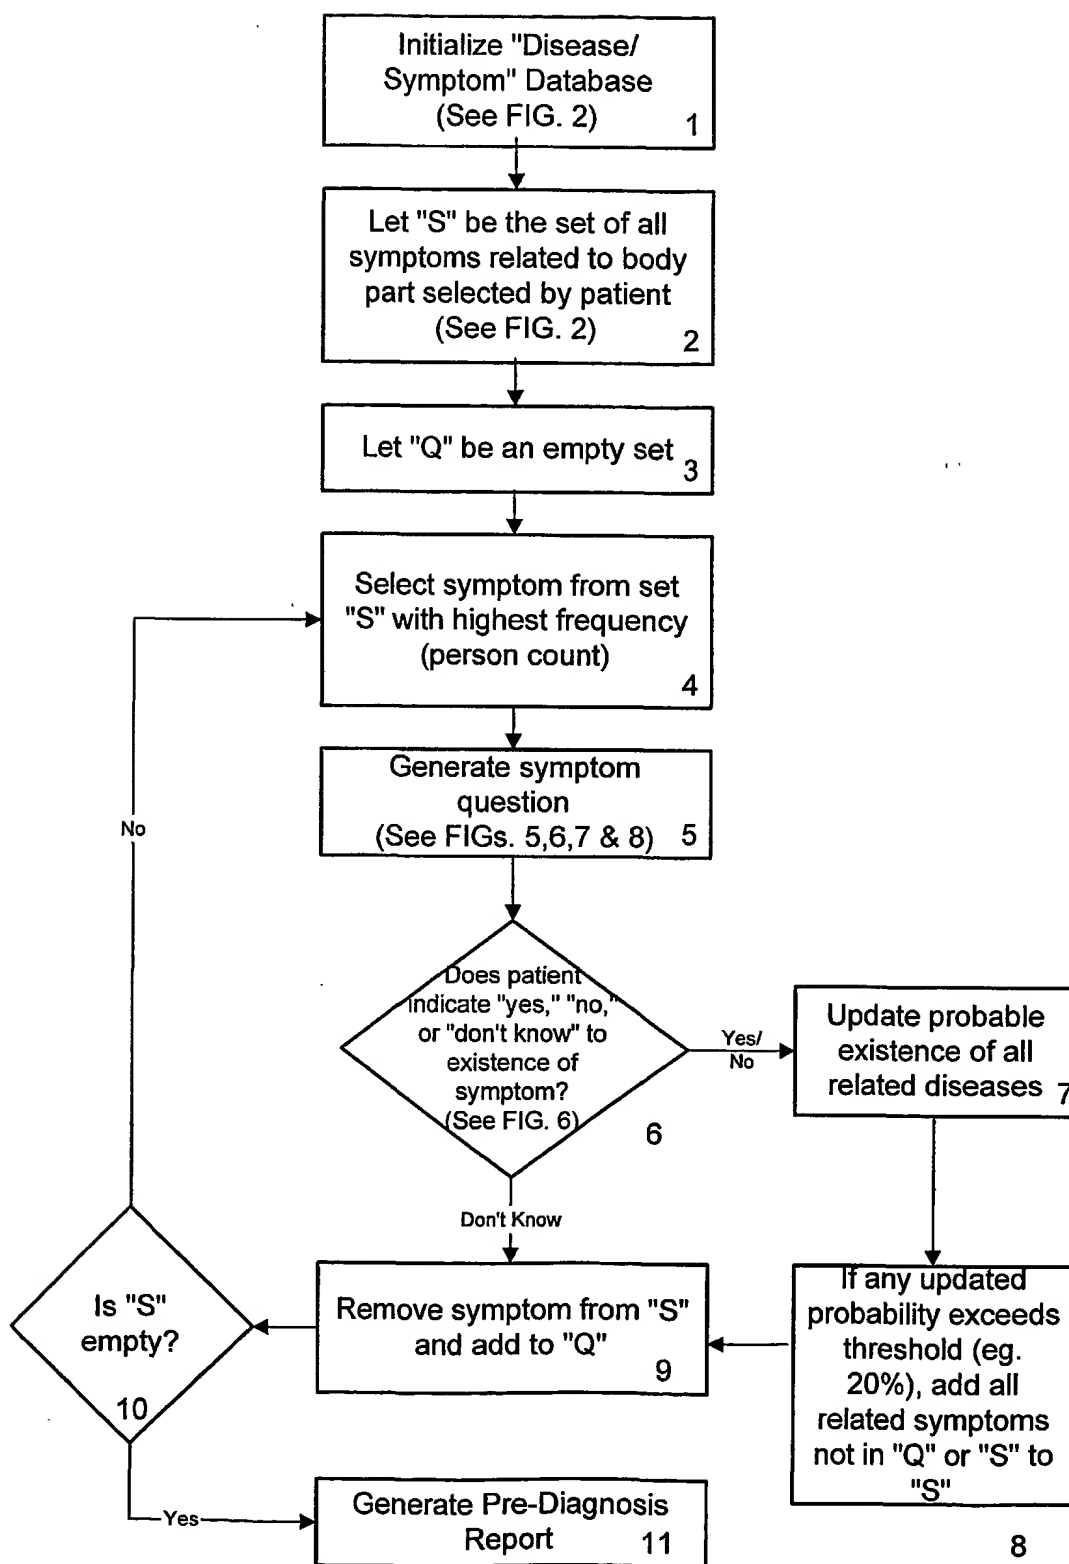 Initialize "Disease/
Symptom" Database
(See FIG. 2)
1
Let "S" be the set of all
symptoms related to body
part selected by patient
(See FIG. 2)
2
Let "Q" be an empty set
3
Select symptom from set
"S" with highest frequency
(person count)
4
Generate symptom
question
(See FIGs. 5,6,7 & 8)
5
No
Does patient
indicate "yes," "no,"
or "don't know" to
existence of
symptom?
(See FIG. 6)
6
Yes/
No
Update probable
existence of all
related diseases
7
Don't Know
If any updated
probability exceeds
threshold (eg.
20%), add all
related symptoms
not in "Q" or "S" to
"S"
8
Remove symptom from "S"
and add to "Q"
9
Is "S"
empty?
10
Yes
Generate Pre-Diagnosis
Report
11